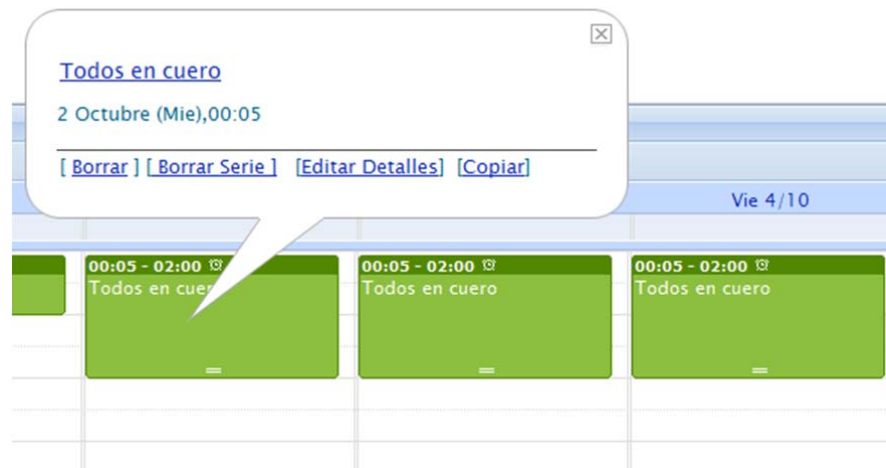 Todos en cuero
2 Octubre (Mie),00:05
[ Borrar ] [ Borrar Serie ] [Editar Detalles] [Copiar]
Vie 4/10
00:05 - 02:00
Todos en cuero
00:05 - 02:00
Todos en cuero
00:05 - 02:00
Todos en cuero